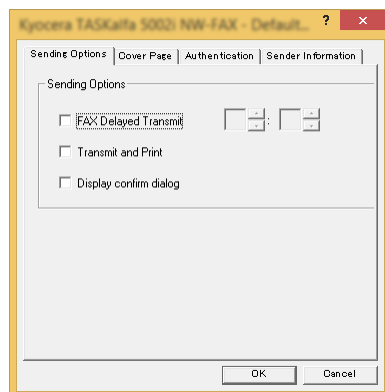 Kyocera TASKalfa 5002i NW-FAX - Default...
?
Sending Options Cover Page Authentication Sender Information
Sending Options
FAX Delayed Transmit :
Transmit and Print
Display confirm dialog
OK Cancel